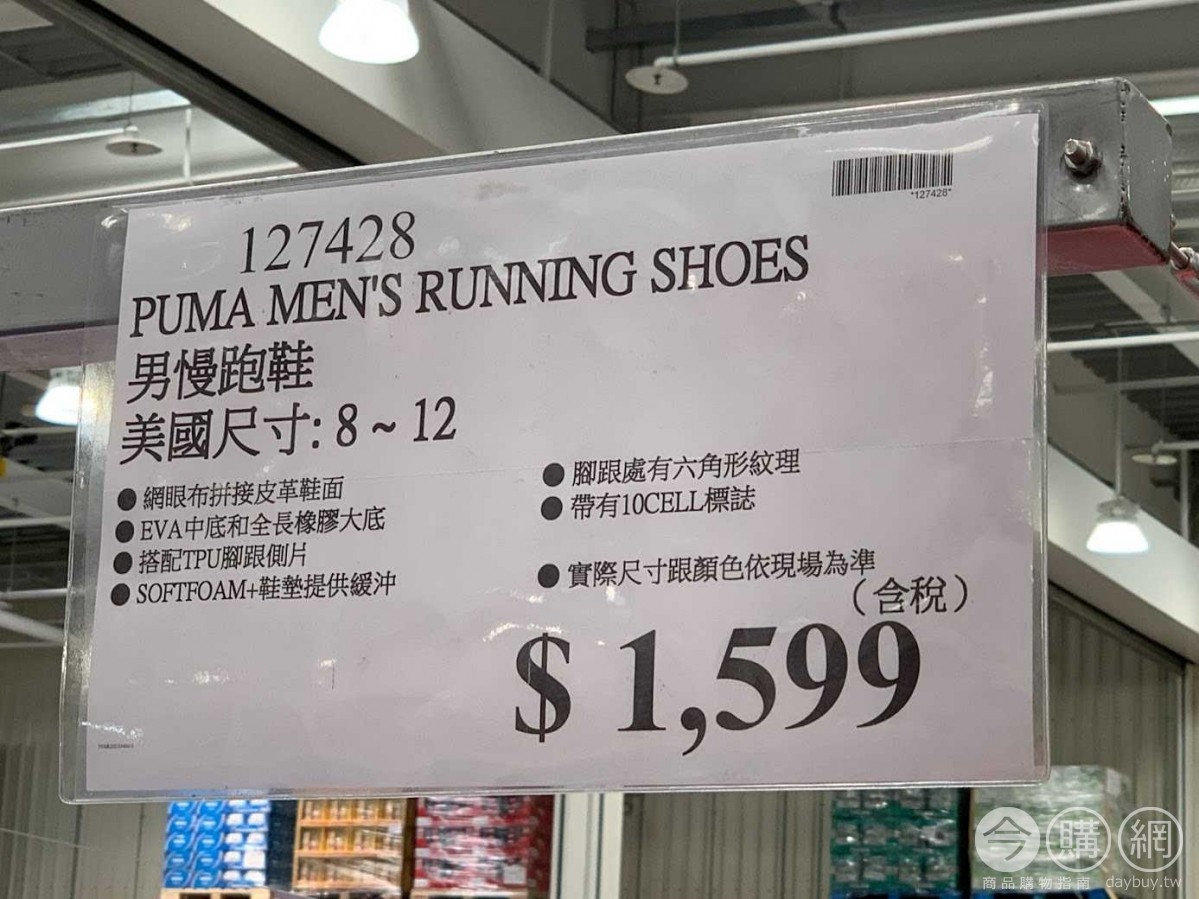 *127428*
127428
PUMA MEN'S RUNNING SHOES
男慢跑鞋
美國尺寸: 8 ~ 12
● 網眼布拼接皮革鞋面
● EVA中底和全長橡膠大底
● 搭配TPU腳跟側片
● SOFTFOAM+鞋墊提供緩沖
● 腳跟處有六角形紋理
● 帶有10CELL標誌
● 實際尺寸跟顏色依現場為準
(含稅)
$ 1,599
今購網
商品購物指南 daybuy.tw